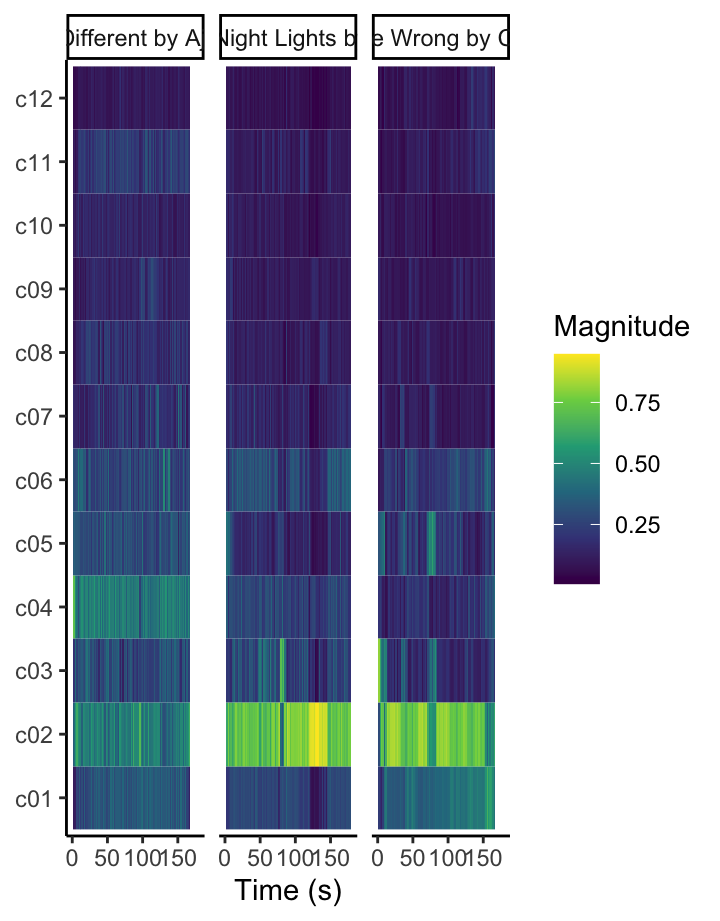 Different by A
Night Lights b
e Wrong by
c12
c11
c10
c09
c08
c07
c06
c05
c04
c03
c02
c01
0 50 100 150
0 50 100 150
0 50 100 150
Time (s)
Magnitude
0.75
0.50
0.25